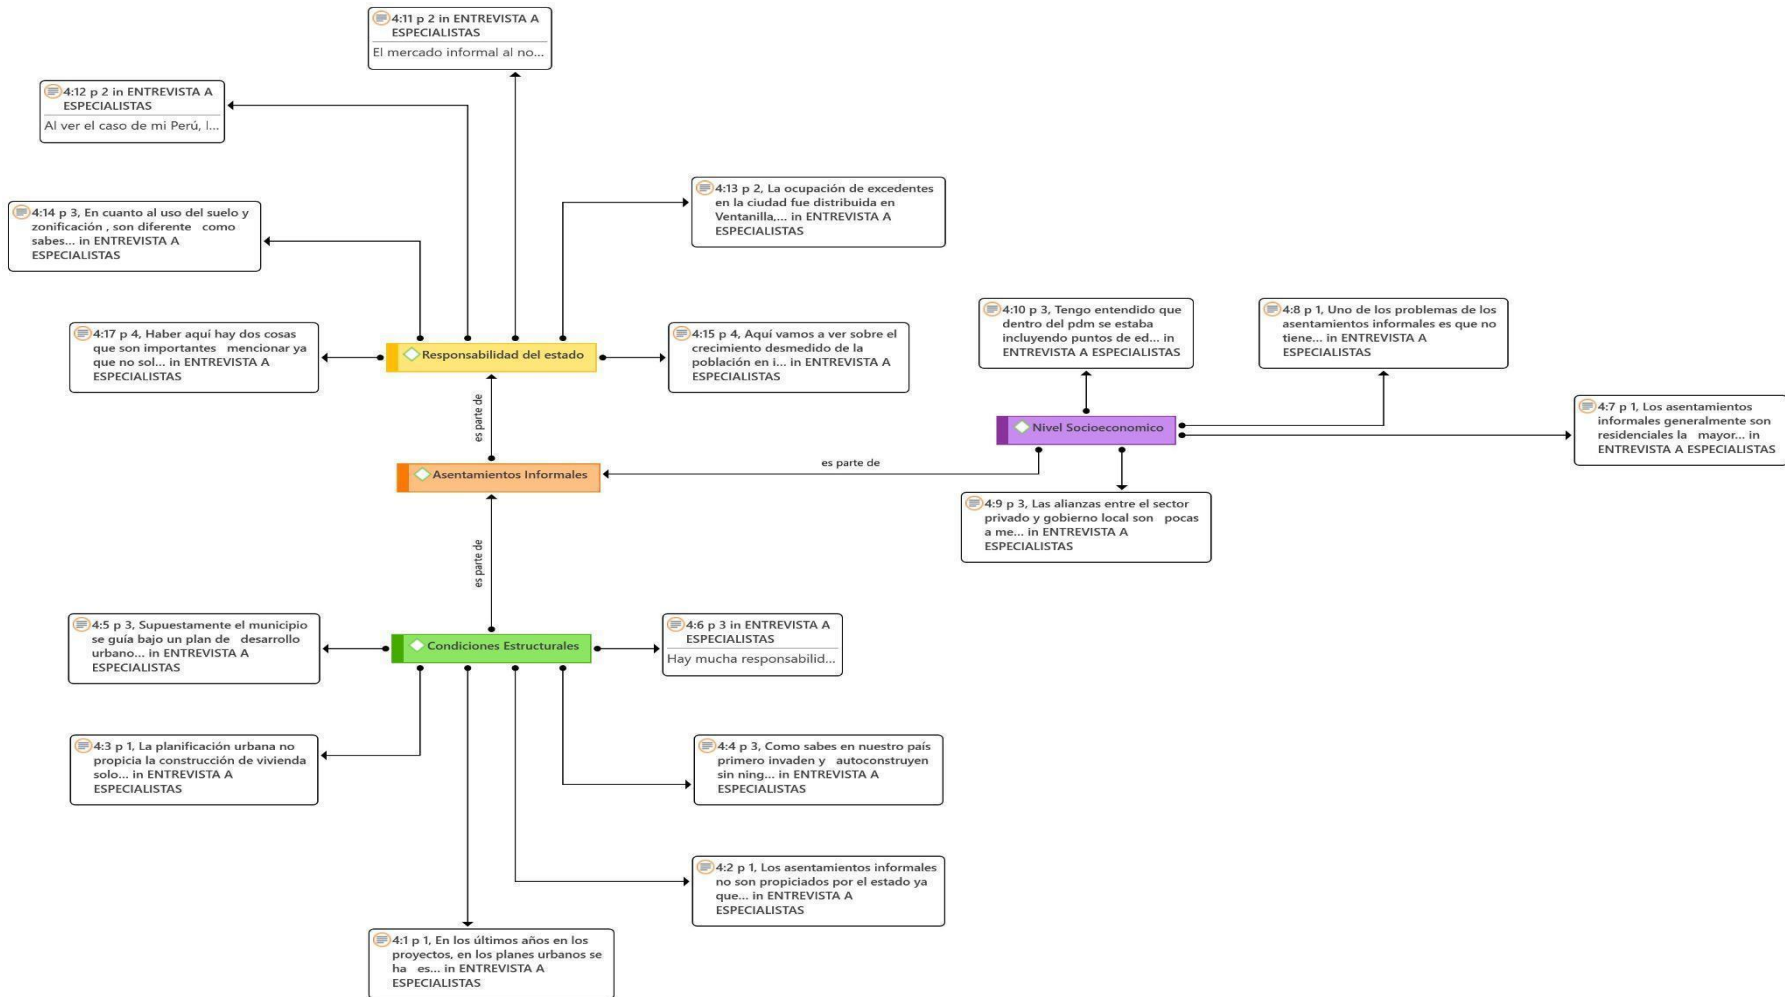 4:11 p 2 in ENTREVISTA A
ESPECIALISTAS
El mercado informal al no...
4:12 p 2 in ENTREVISTA A
ESPECIALISTAS
Al ver el caso de mi Perú, l...
4:13 p 2, La ocupación de excedentes
en la ciudad fue distribuida en
Ventanilla,... in ENTREVISTA A
ESPECIALISTAS
4:14 p 3, En cuanto al uso del suelo y
zonificación , son diferente como
sabes... in ENTREVISTA A
ESPECIALISTAS
4:17 p 4, Haber aquí hay dos cosas
que son importantes mencionar ya
que no sol... in ENTREVISTA A
ESPECIALISTAS
Responsabilidad del estado
4:15 p 4, Aquí vamos a ver sobre el
crecimiento desmedido de la
población en i... in ENTREVISTA A
ESPECIALISTAS
4:10 p 3, Tengo entendido que
dentro del pdm se estaba
incluyendo puntos de ed... in
ENTREVISTA A ESPECIALISTAS
4:8 p 1, Uno de los problemas de los
asentamientos informales es que no
tiene... in ENTREVISTA A
ESPECIALISTAS
4:7 p 1, Los asentamientos
informales generalmente son
residenciales la mayor... in
ENTREVISTA A ESPECIALISTAS
es parte de
Nivel Socioeconomico
Asentamientos Informales
es parte de
4:9 p 3, Las alianzas entre el sector
privado y gobierno local son pocas
a me... in ENTREVISTA A
ESPECIALISTAS
es parte de
4:5 p 3, Supuestamente el municipio
se guía bajo un plan de desarrollo
urbano... in ENTREVISTA A
ESPECIALISTAS
Condiciones Estructurales
4:6 p 3 in ENTREVISTA A
ESPECIALISTAS
Hay mucha responsabilid...
4:3 p 1, La planificación urbana no
propicia la construcción de vivienda
solo... in ENTREVISTA A
ESPECIALISTAS
4:4 p 3, Como sabes en nuestro país
primero invaden y autoconstruyen
sin ning... in ENTREVISTA A
ESPECIALISTAS
4:2 p 1, Los asentamientos informales
no son propiciados por el estado ya
que... in ENTREVISTA A
ESPECIALISTAS
4:1 p 1, En los últimos años en los
proyectos, en los planes urbanos se
ha es... in ENTREVISTA A
ESPECIALISTAS